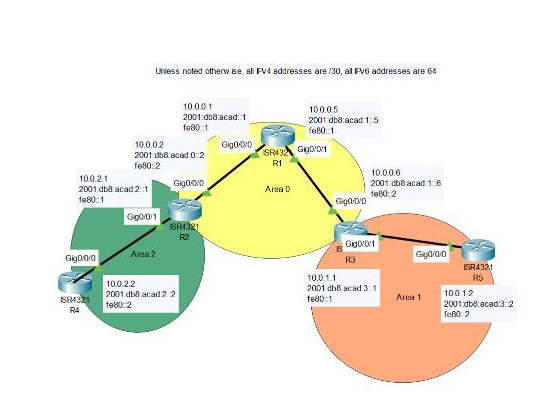 Unless noted otherwise, all IPV4 addresses are /30, all IPV6 addresses are 64
10.0.0.1
2001:db8:acad::1
fe80::1
10.0.0.5
2001:db8:acad:1::5
fe80::1
Gig0/0/0
Gig0/0/1
ISR4321
R1
10.0.0.2
2001:db8:acad:0::2
fe80::2
Gig0/0/0
Area 0
10.0.0.6
2001:db8:acad:1::6
fe80::2
Gig0/0/0
10.0.2.1
2001:db8:acad:2::1
fe80::1
Gig0/0/1
ISR4321
R2
Gig0/0/0
Area 2
ISR4321
R4
10.0.2.2
2001:db8:acad:2::2
fe80::2
Gig0/0/1
R3
Gig0/0/0
ISR4321
R5
10.0.1.1
2001:db8:acad:3::1
fe80::1
Area 1
10.0.1.2
2001:db8:acad:3::2
fe80::2